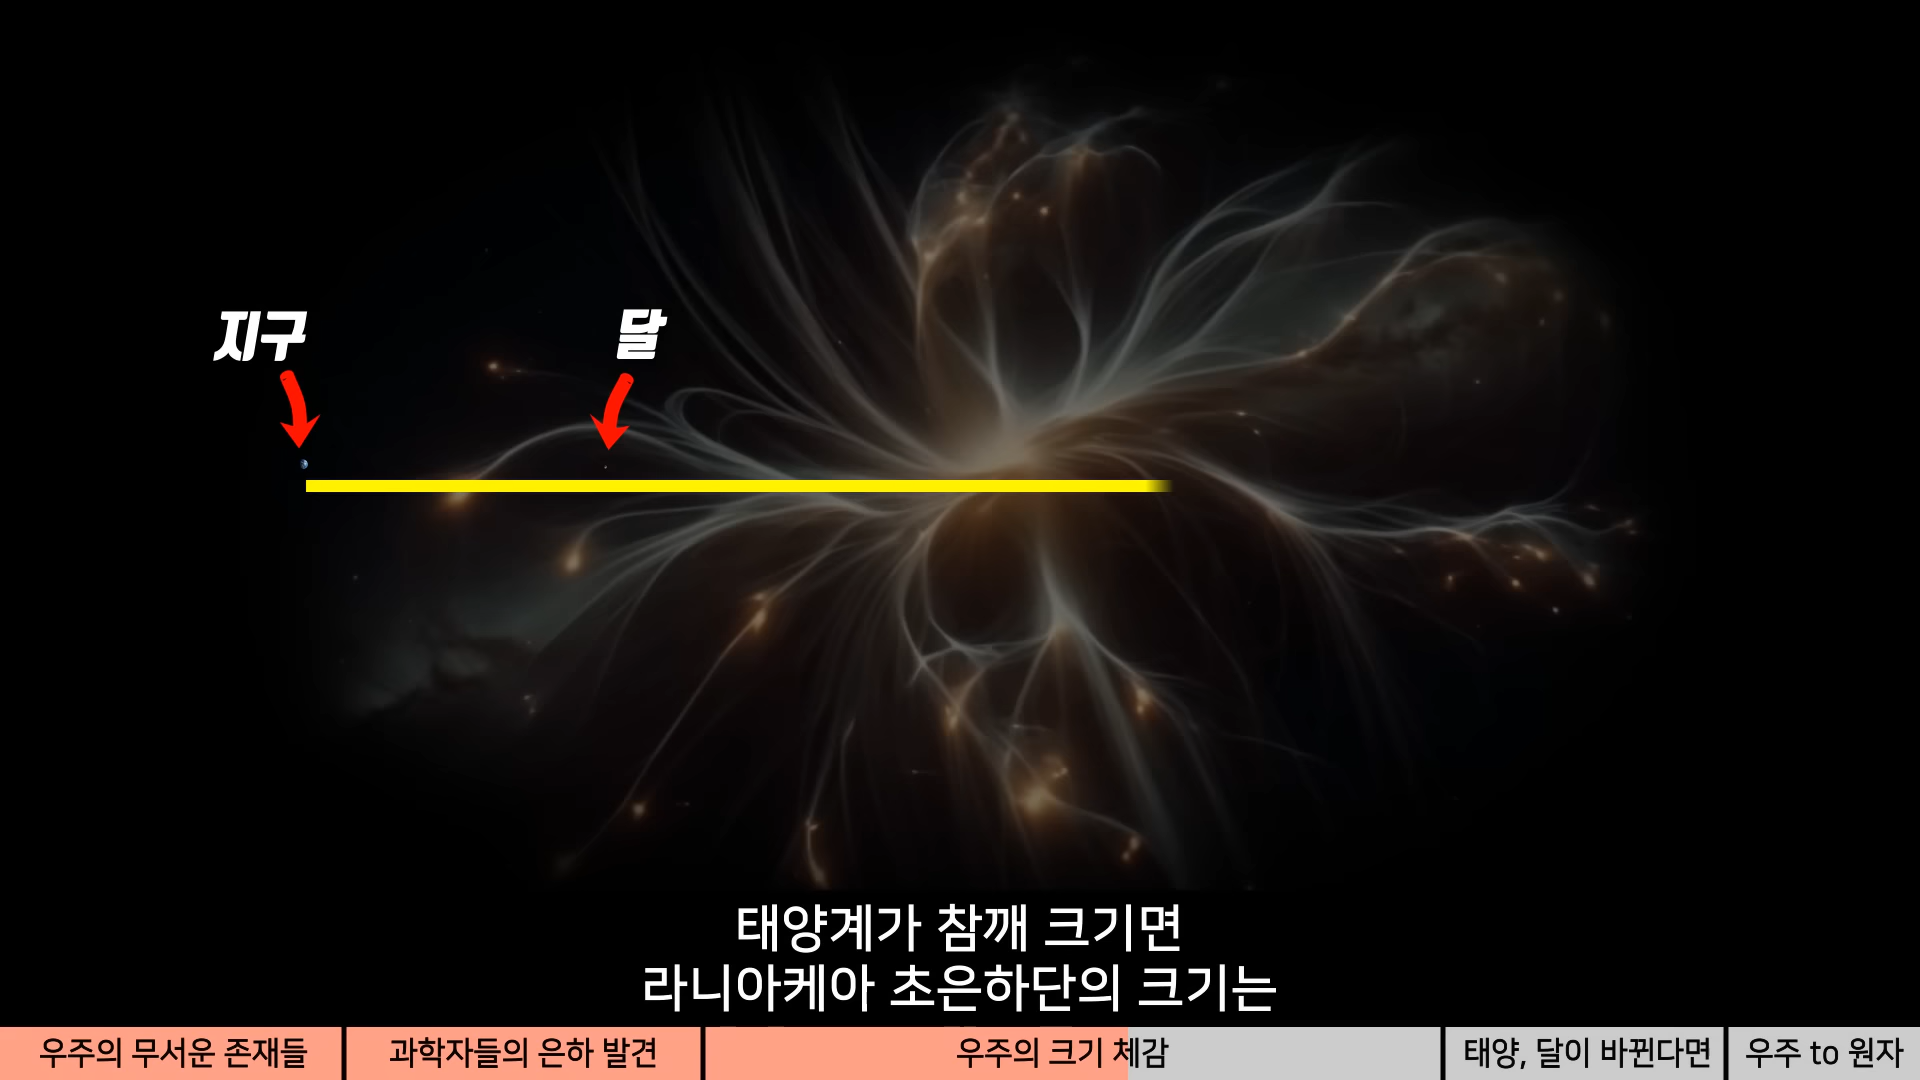 지구
달
태양계가 참깨 크기면
라니아케아 초은하단의 크기는
우주의 무서운 존재들
과학자들의 은하 발견
우주의 크기 체감
태양, 달이 바뀐다면
우주 to 원자